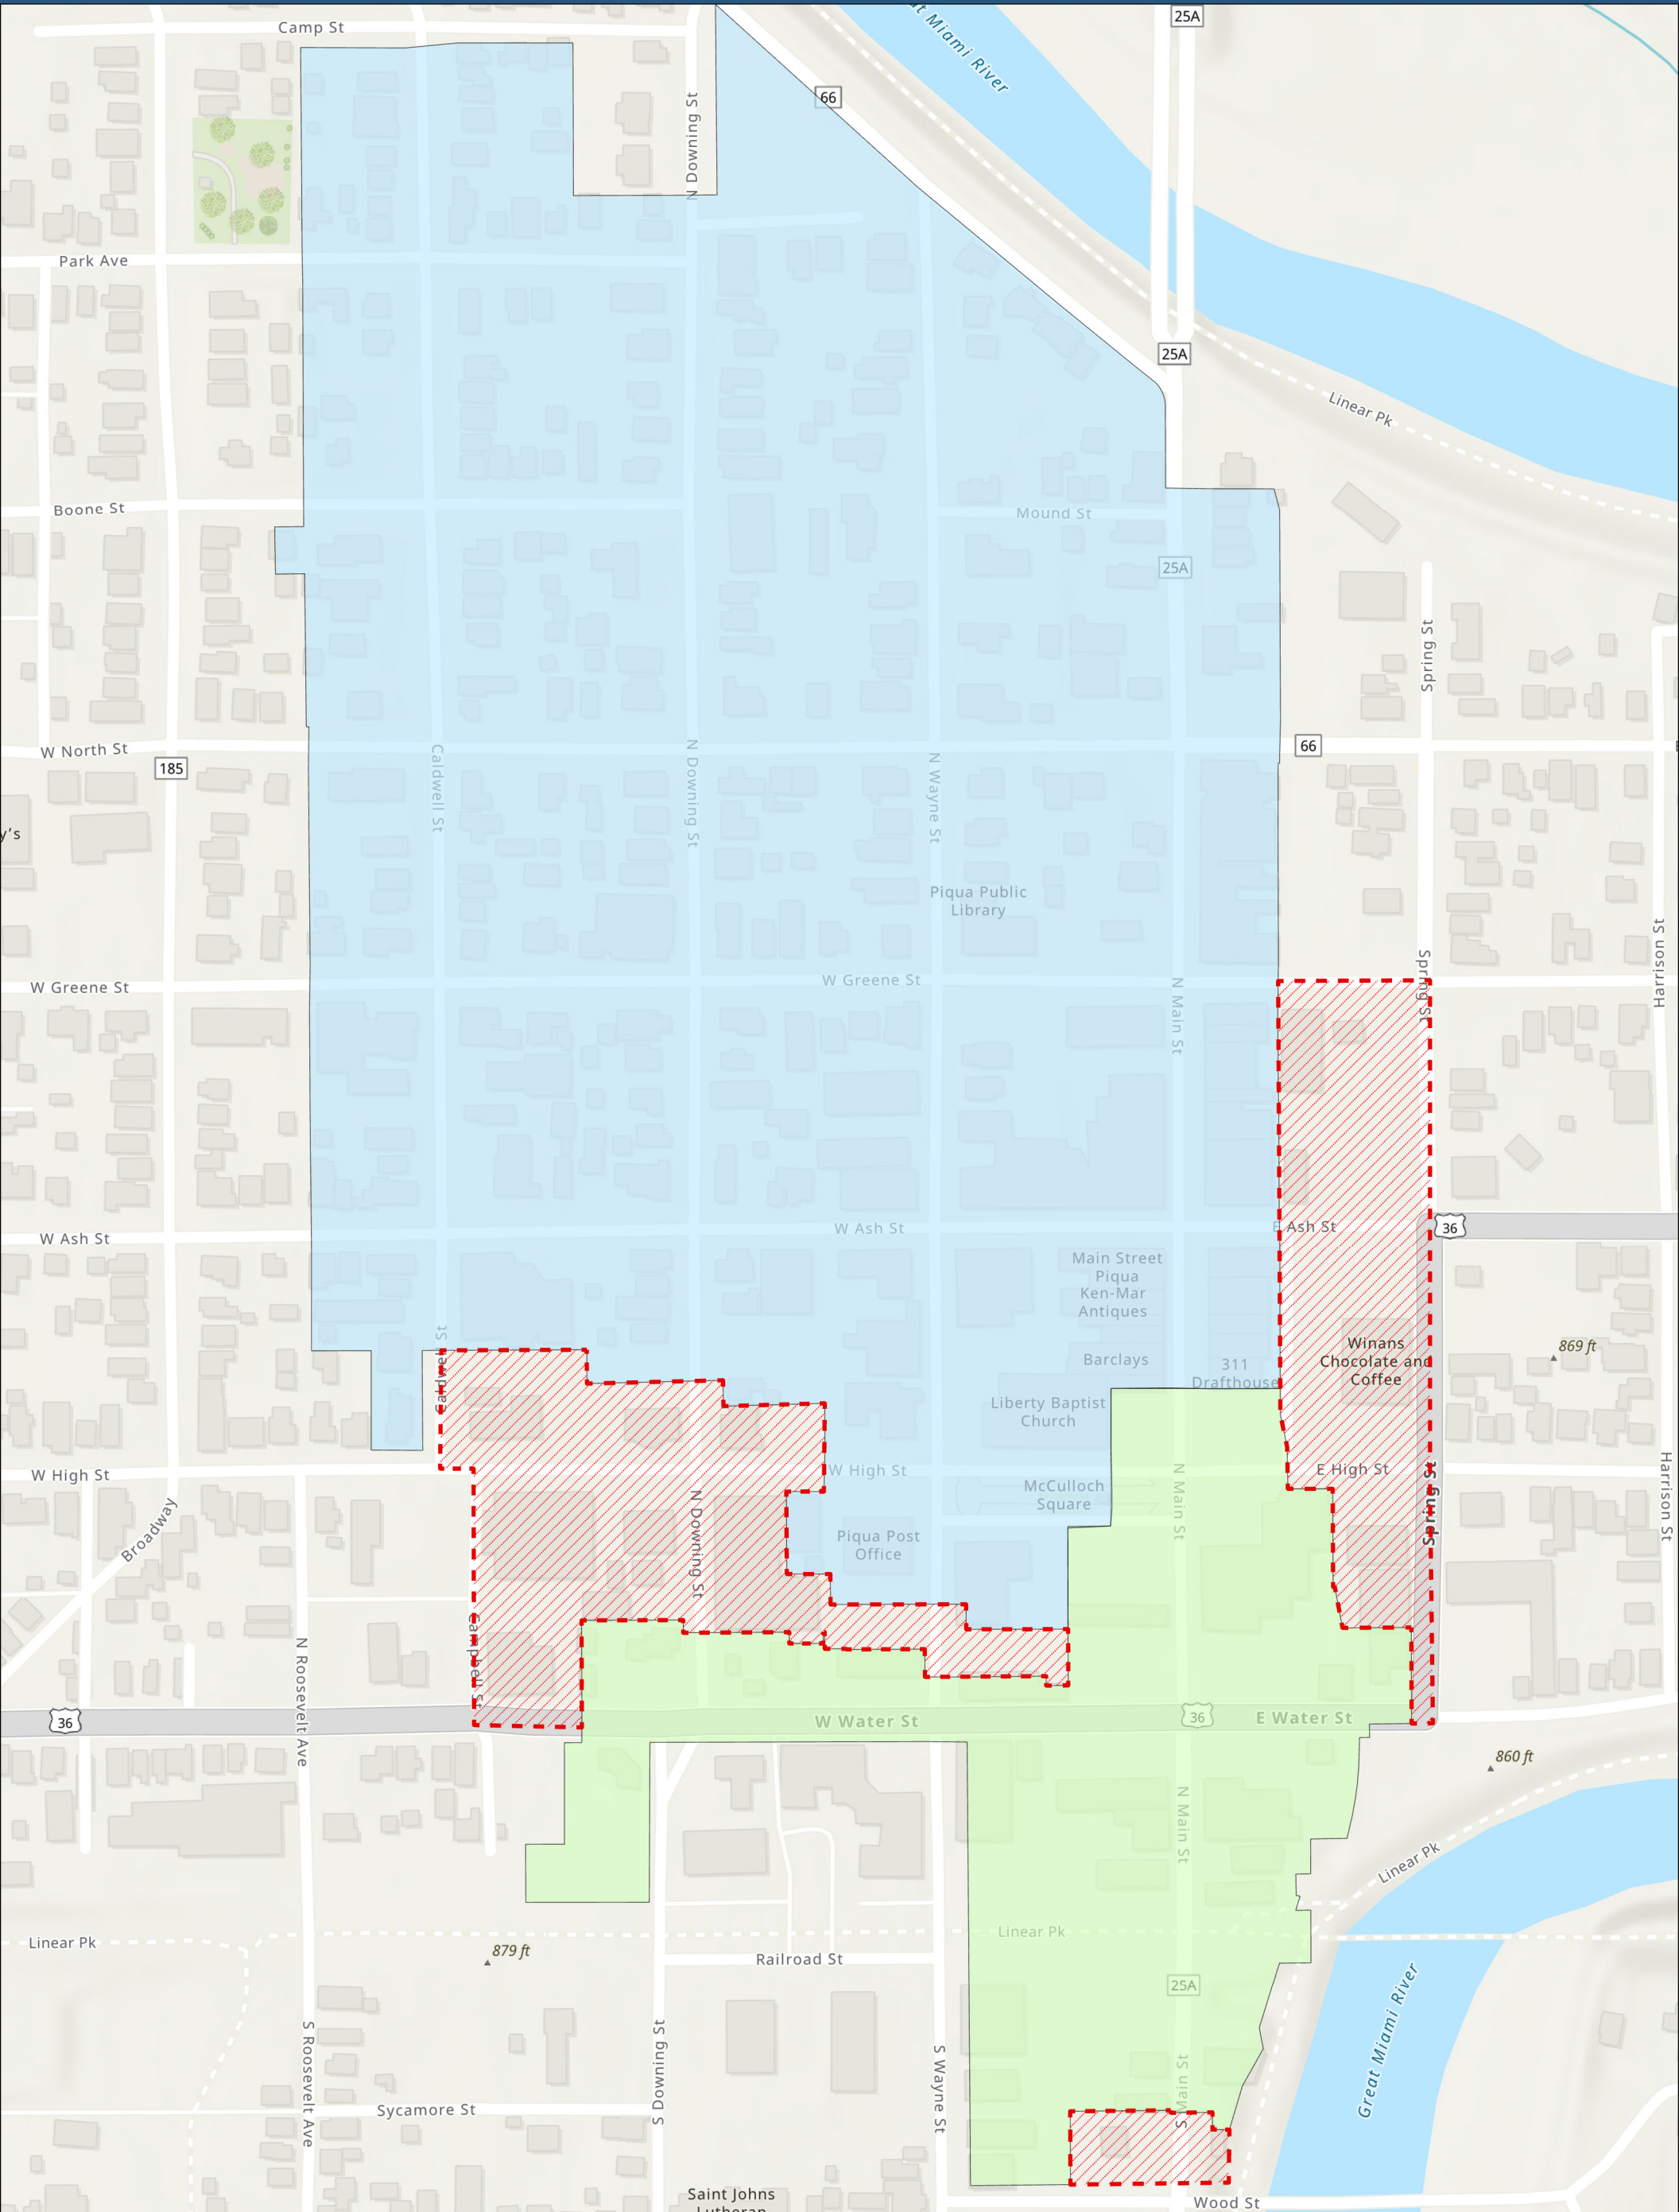 Camp St
25A
Great Miami River
66
N Downing St
Park Ave
25A
Linear Pk
Boone St
Mound St
25A
Spring St
W North St
185
66
Caldwell St
N Downing St
N Wayne St
y's
Piqua Public
Library
Harrison St
W Greene St
W Greene St
N Main St
Spring St
W Ash St
W Ash St
E Ash St
36
Main Street
Piqua
Ken-Mar
Antiques
Winans
Chocolate and
Coffee
869 ft
Barclays
311
Drafthouse
Caldwell St
Liberty Baptist
Church
W High St
W High St
E High St
McCulloch
Square
N Main St
Spring St
Harrison St
Broadway
N Downing St
Piqua Post
Office
Campbell St
N Roosevelt Ave
36
W Water St
36
E Water St
860 ft
N Main St
Linear Pk
Linear Pk
879 ft
Linear Pk
Railroad St
25A
Great Miami River
S Roosevelt Ave
S Downing St
S Wayne St
S Main St
Sycamore St
Saint Johns
Lutheran
Wood St